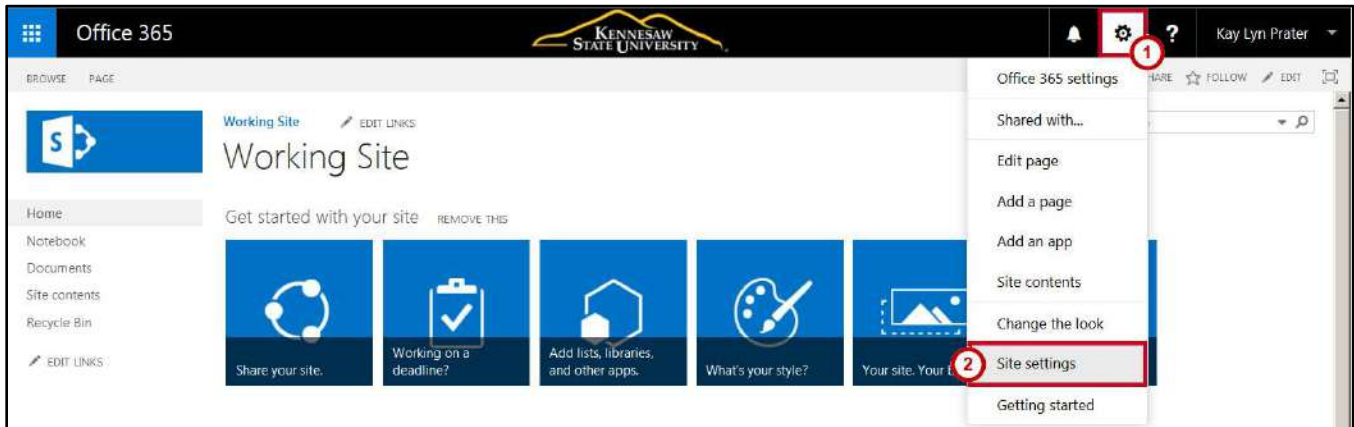 Office 365
KENNESAW
STATE UNIVERSITY
1
?
Kay Lyn Prater
BROWSE PAGE
FOLLOW EDIT
S
Working Site EDIT LINKS
Working Site
Home
Notebook
Documents
Site contents
Recycle Bin
EDIT LINKS
Get started with your site REMOVE THIS
Share your site.
Working on a
deadline?
Add lists, libraries,
and other apps.
What's your style?
Your site. Your
Office 365 settings
Shared with...
Edit page
Add a page
Add an app
Site contents
Change the look
2
Site settings
Getting started